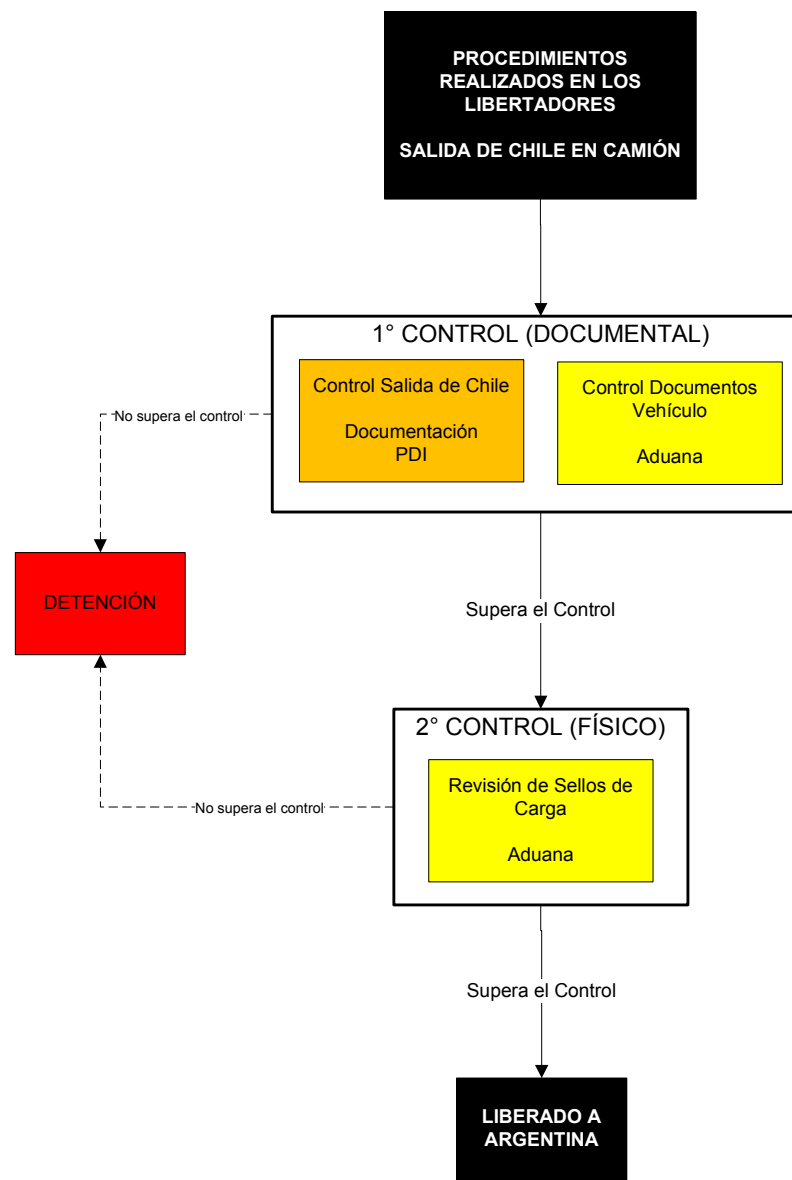 PROCEDIMIENTOS
REALIZADOS EN LOS
LIBERTADORES
SALIDA DE CHILE EN CAMIÓN
1° CONTROL (DOCUMENTAL)
Control Salida de Chile
Documentación
PDI
Control Documentos
Vehículo
Aduana
No supera el control
DETENCIÓN
Supera el Control
2° CONTROL (FÍSICO)
Revisión de Sellos de
Carga
Aduana
No supera el control
Supera el Control
LIBERADO A
ARGENTINA